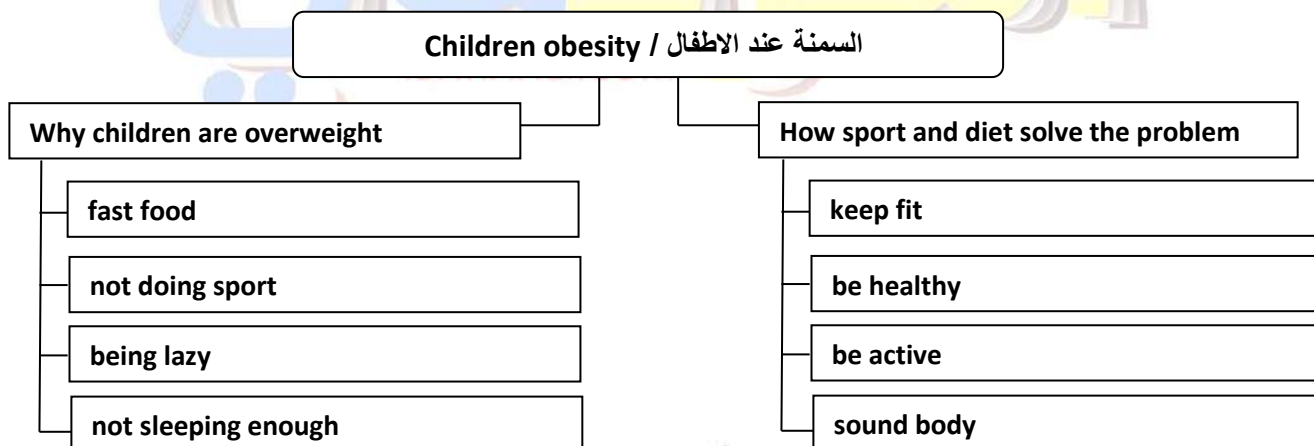 Children obesity / السمنة عند الاطفال
Why children are overweight
fast food
not doing sport
being lazy
not sleeping enough
How sport and diet solve the problem
keep fit
be healthy
be active
sound body